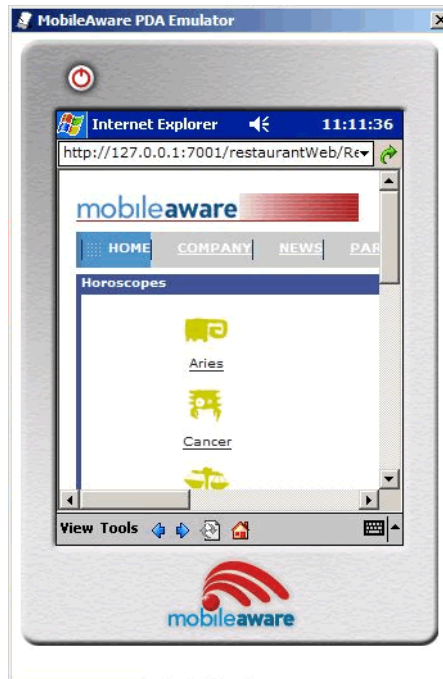 MobileAware PDA Emulator
Internet Explorer 11:11:36
http://127.0.0.1:7001/restaurantWeb/Re
mobileaware
HOME COMPANY NEWS PAR
Horoscopes
Aries
Cancer
View Tools
mobileaware